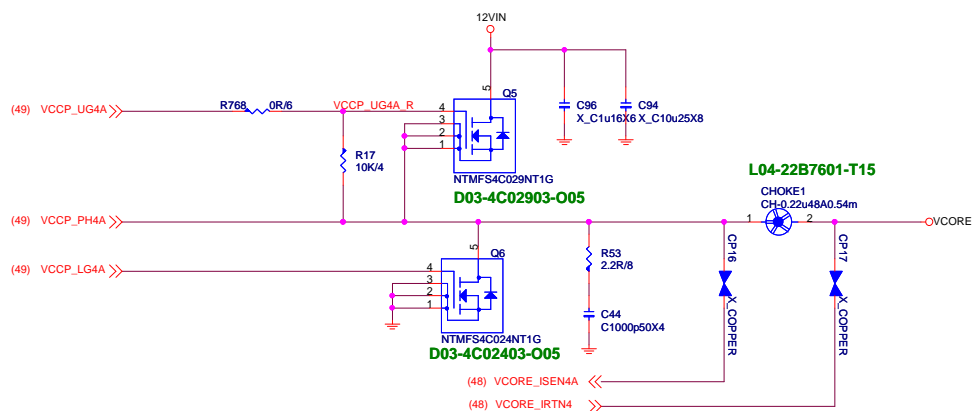 12VIN
5
Q5
(49) VCCP_UG4A
R768
0R/6
VCCP_UG4A_R
4
3
2
1
C96
X_C1u16X6
C94
X_C10u25X8
R17
10K/4
NTMFS4C029NT1G
D03-4C02903-O05
L04-22B7601-T15
CHOKE1
CH-0.22u48A0.54m
(49) VCCP_PH4A
1
2
VCORE
5
Q6
R53
2.2R/8
CP16
CP17
(49) VCCP_LG4A
4
3
2
1
C44
C1000p50X4
X_COPPER
X_COPPER
NTMFS4C024NT1G
D03-4C02403-O05
(48) VCORE_ISEN4A
(48) VCORE_IRTN4